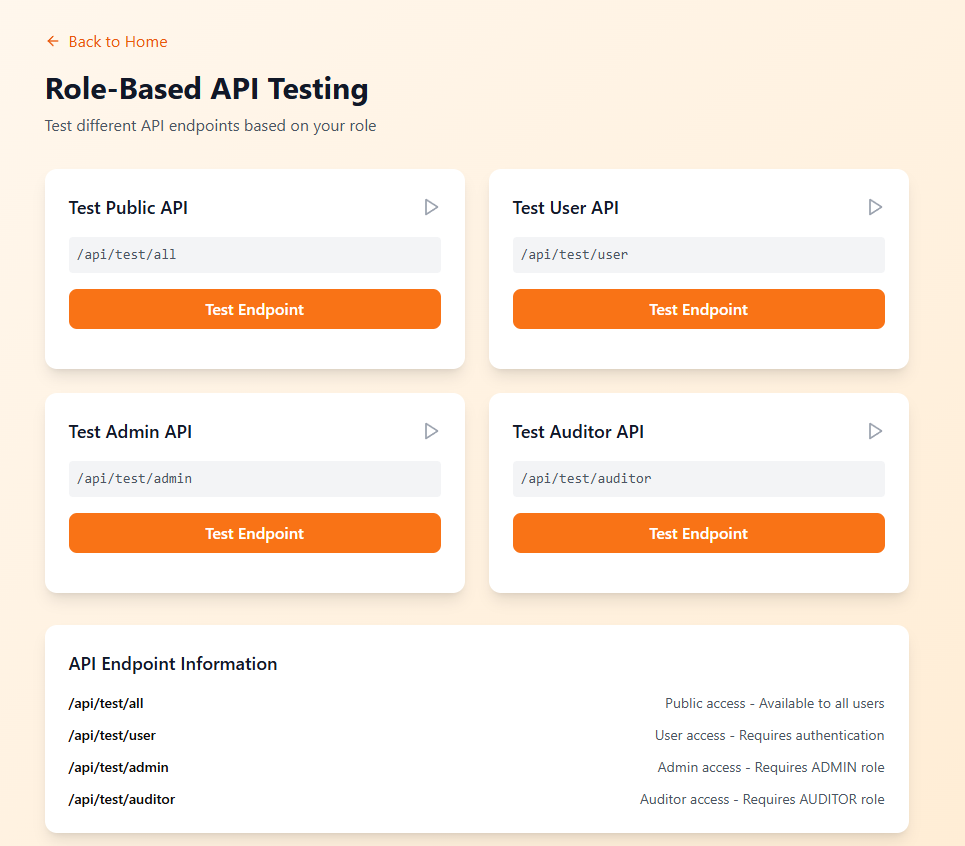 Back to Home
Role-Based API Testing
Test different API endpoints based on your role
Test Public API
/api/test/all
Test Endpoint
Test User API
/api/test/user
Test Endpoint
Test Admin API
/api/test/admin
Test Endpoint
Test Auditor API
/api/test/auditor
Test Endpoint
API Endpoint Information
/api/test/all Public access - Available to all users
/api/test/user User access - Requires authentication
/api/test/admin Admin access - Requires ADMIN role
/api/test/auditor Auditor access - Requires AUDITOR role